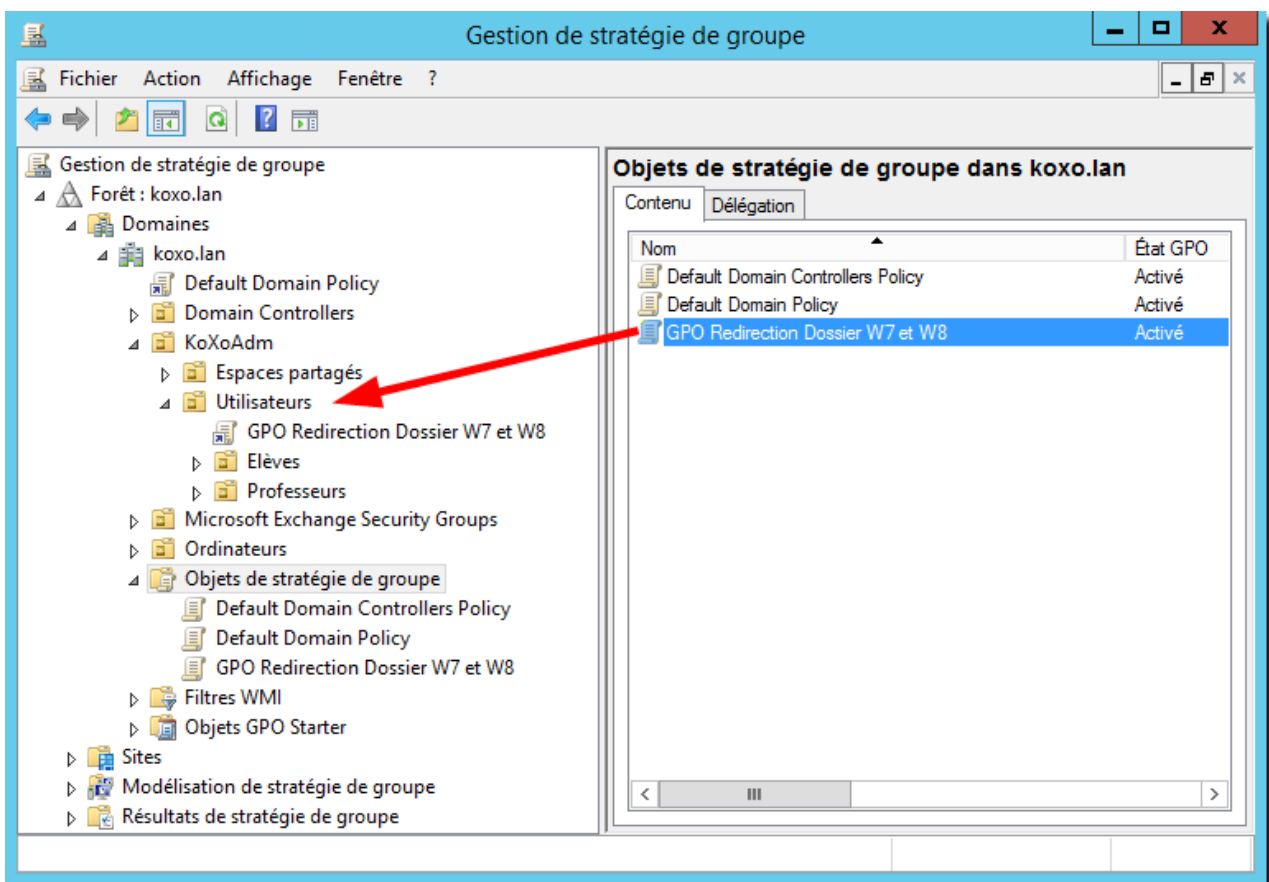 Gestion de stratégie de groupe
Fichier Action Affichage Fenêtre ?
Gestion de stratégie de groupe
Forêt : koxo.lan
Domaines
koxo.lan
Default Domain Policy
Domain Controllers
KoXoAdm
Espaces partagés
Utilisateurs
GPO Redirection Dossier W7 et W8
Elèves
Professeurs
Microsoft Exchange Security Groups
Ordinateurs
Objets de stratégie de groupe
Default Domain Controllers Policy
Default Domain Policy
GPO Redirection Dossier W7 et W8
Filtres WMI
Objets GPO Starter
Sites
Modélisation de stratégie de groupe
Résultats de stratégie de groupe
Objets de stratégie de groupe dans koxo.lan
Contenu Délégation
Nom État GPO
Default Domain Controllers Policy Activé
Default Domain Policy Activé
GPO Redirection Dossier W7 et W8 Activé